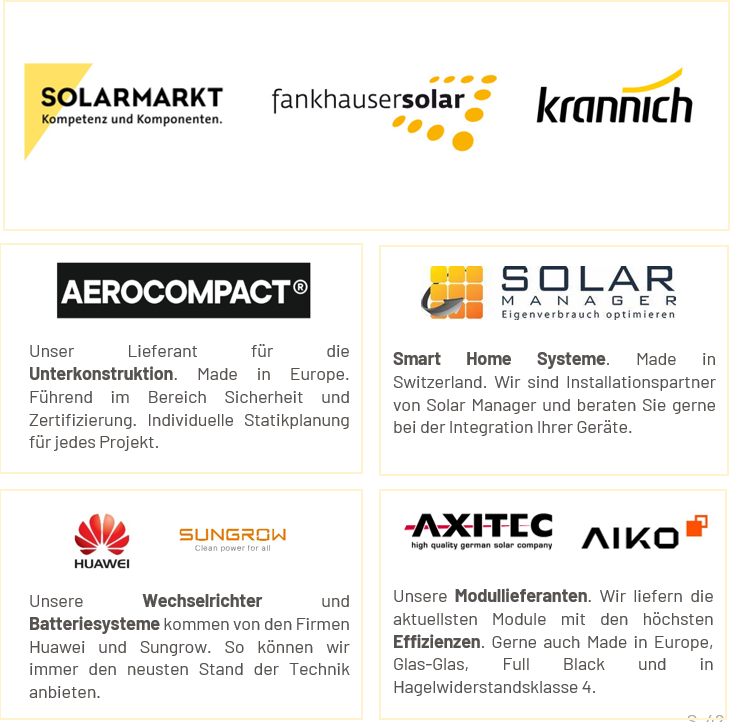 SOLARMARKT
Kompetenz und Komponenten.
fankhausersolar
krannich
AEROCOMPACT®
Unser Lieferant für die
Unterkonstruktion. Made in Europe.
Führend im Bereich Sicherheit und
Zertifizierung. Individuelle Statikplanung
für jedes Projekt.
SOLAR
MANAGER
Eigenverbrauch optimieren
Smart Home Systeme. Made in
Switzerland. Wir sind Installationspartner
von Solar Manager und beraten Sie gerne
bei der Integration Ihrer Geräte.
HUAWEI
SUNGROW
Clean power for all
Unsere Wechselrichter und
Batteriesysteme kommen von den Firmen
Huawei und Sungrow. So können wir
immer den neusten Stand der Technik
anbieten.
AXITEC
high quality german solar company
AIKO
Unsere Modullieferanten. Wir liefern die
aktuellsten Module mit den höchsten
Effizienzen. Gerne auch Made in Europe,
Glas-Glas, Full Black und in
Hagelwiderstandsklasse 4.